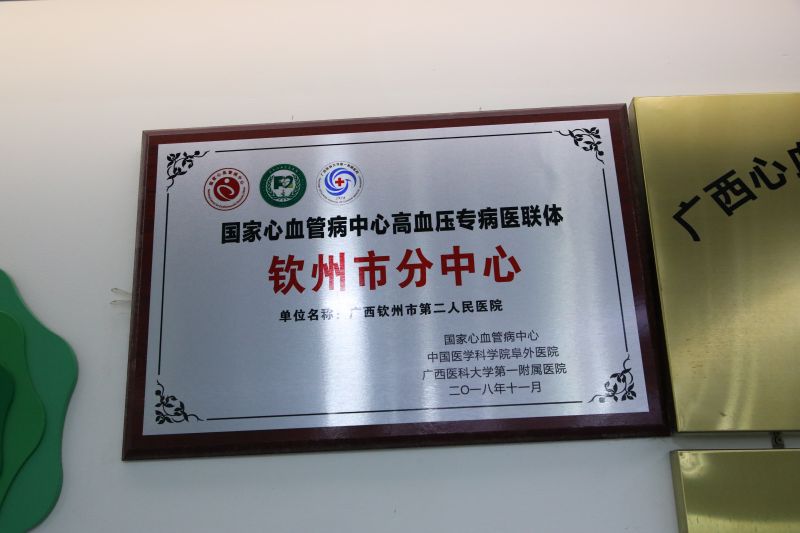 国家心血管病中心高血压专病医联体
钦州市分中心
单位名称：广西钦州市第二人民医院
国家心血管病中心
中国医学科学院阜外医院
广西医科大学第一附属医院
二〇一八年十一月
广西心血